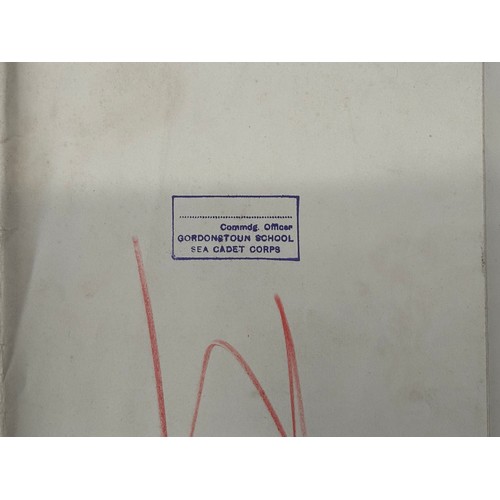 Commdg. Officer
GORDONSTOUN SCHOOL
SEA CADET CORPS